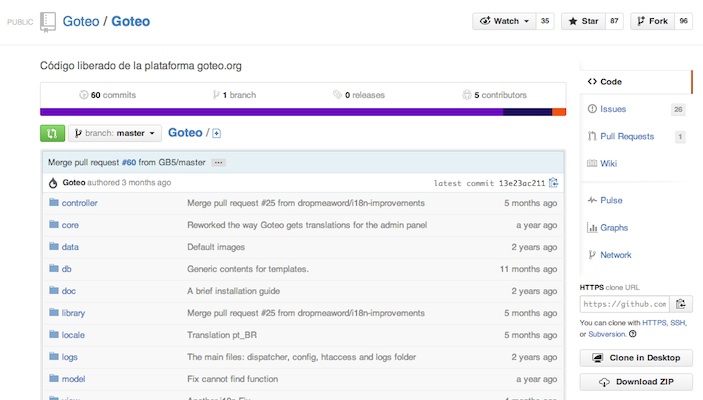 PUBLIC Goteo / Goteo Watch 35 Star 87 Fork 96
Código liberado de la plataforma goteo.org
60 commits 1 branch 0 releases 5 contributors
branch: master Goteo /
Merge pull request #60 from GB5/master
Goteo authored 3 months ago latest commit 13e23ac211
controller Merge pull request #25 from dropmeaword/i18n-improvements 5 months ago
core Reworked the way Goteo gets translations for the admin panel a year ago
data Default images 2 years ago
db Generic contents for templates. 11 months ago
doc A brief installation guide 2 years ago
library Merge pull request #25 from dropmeaword/i18n-improvements 5 months ago
locale Translation pt_BR 5 months ago
logs The main files: dispatcher, config, htaccess and logs folder 2 years ago
model Fix cannot find function a year ago
Code
Issues 26
Pull Requests 1
Wiki
Pulse
Graphs
Network
HTTPS clone URL
https://github.com
You can clone with HTTPS, SSH,
or Subversion.
Clone in Desktop
Download ZIP